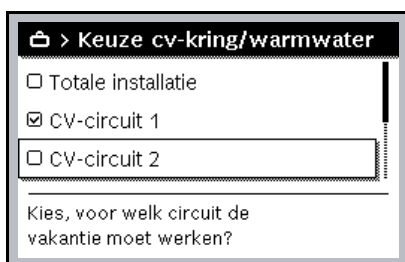 > Keuze cv-kring/warmwater
Totale installatie
CV-circuit 1
CV-circuit 2
Kies, voor welk circuit de
vakantie moet werken?